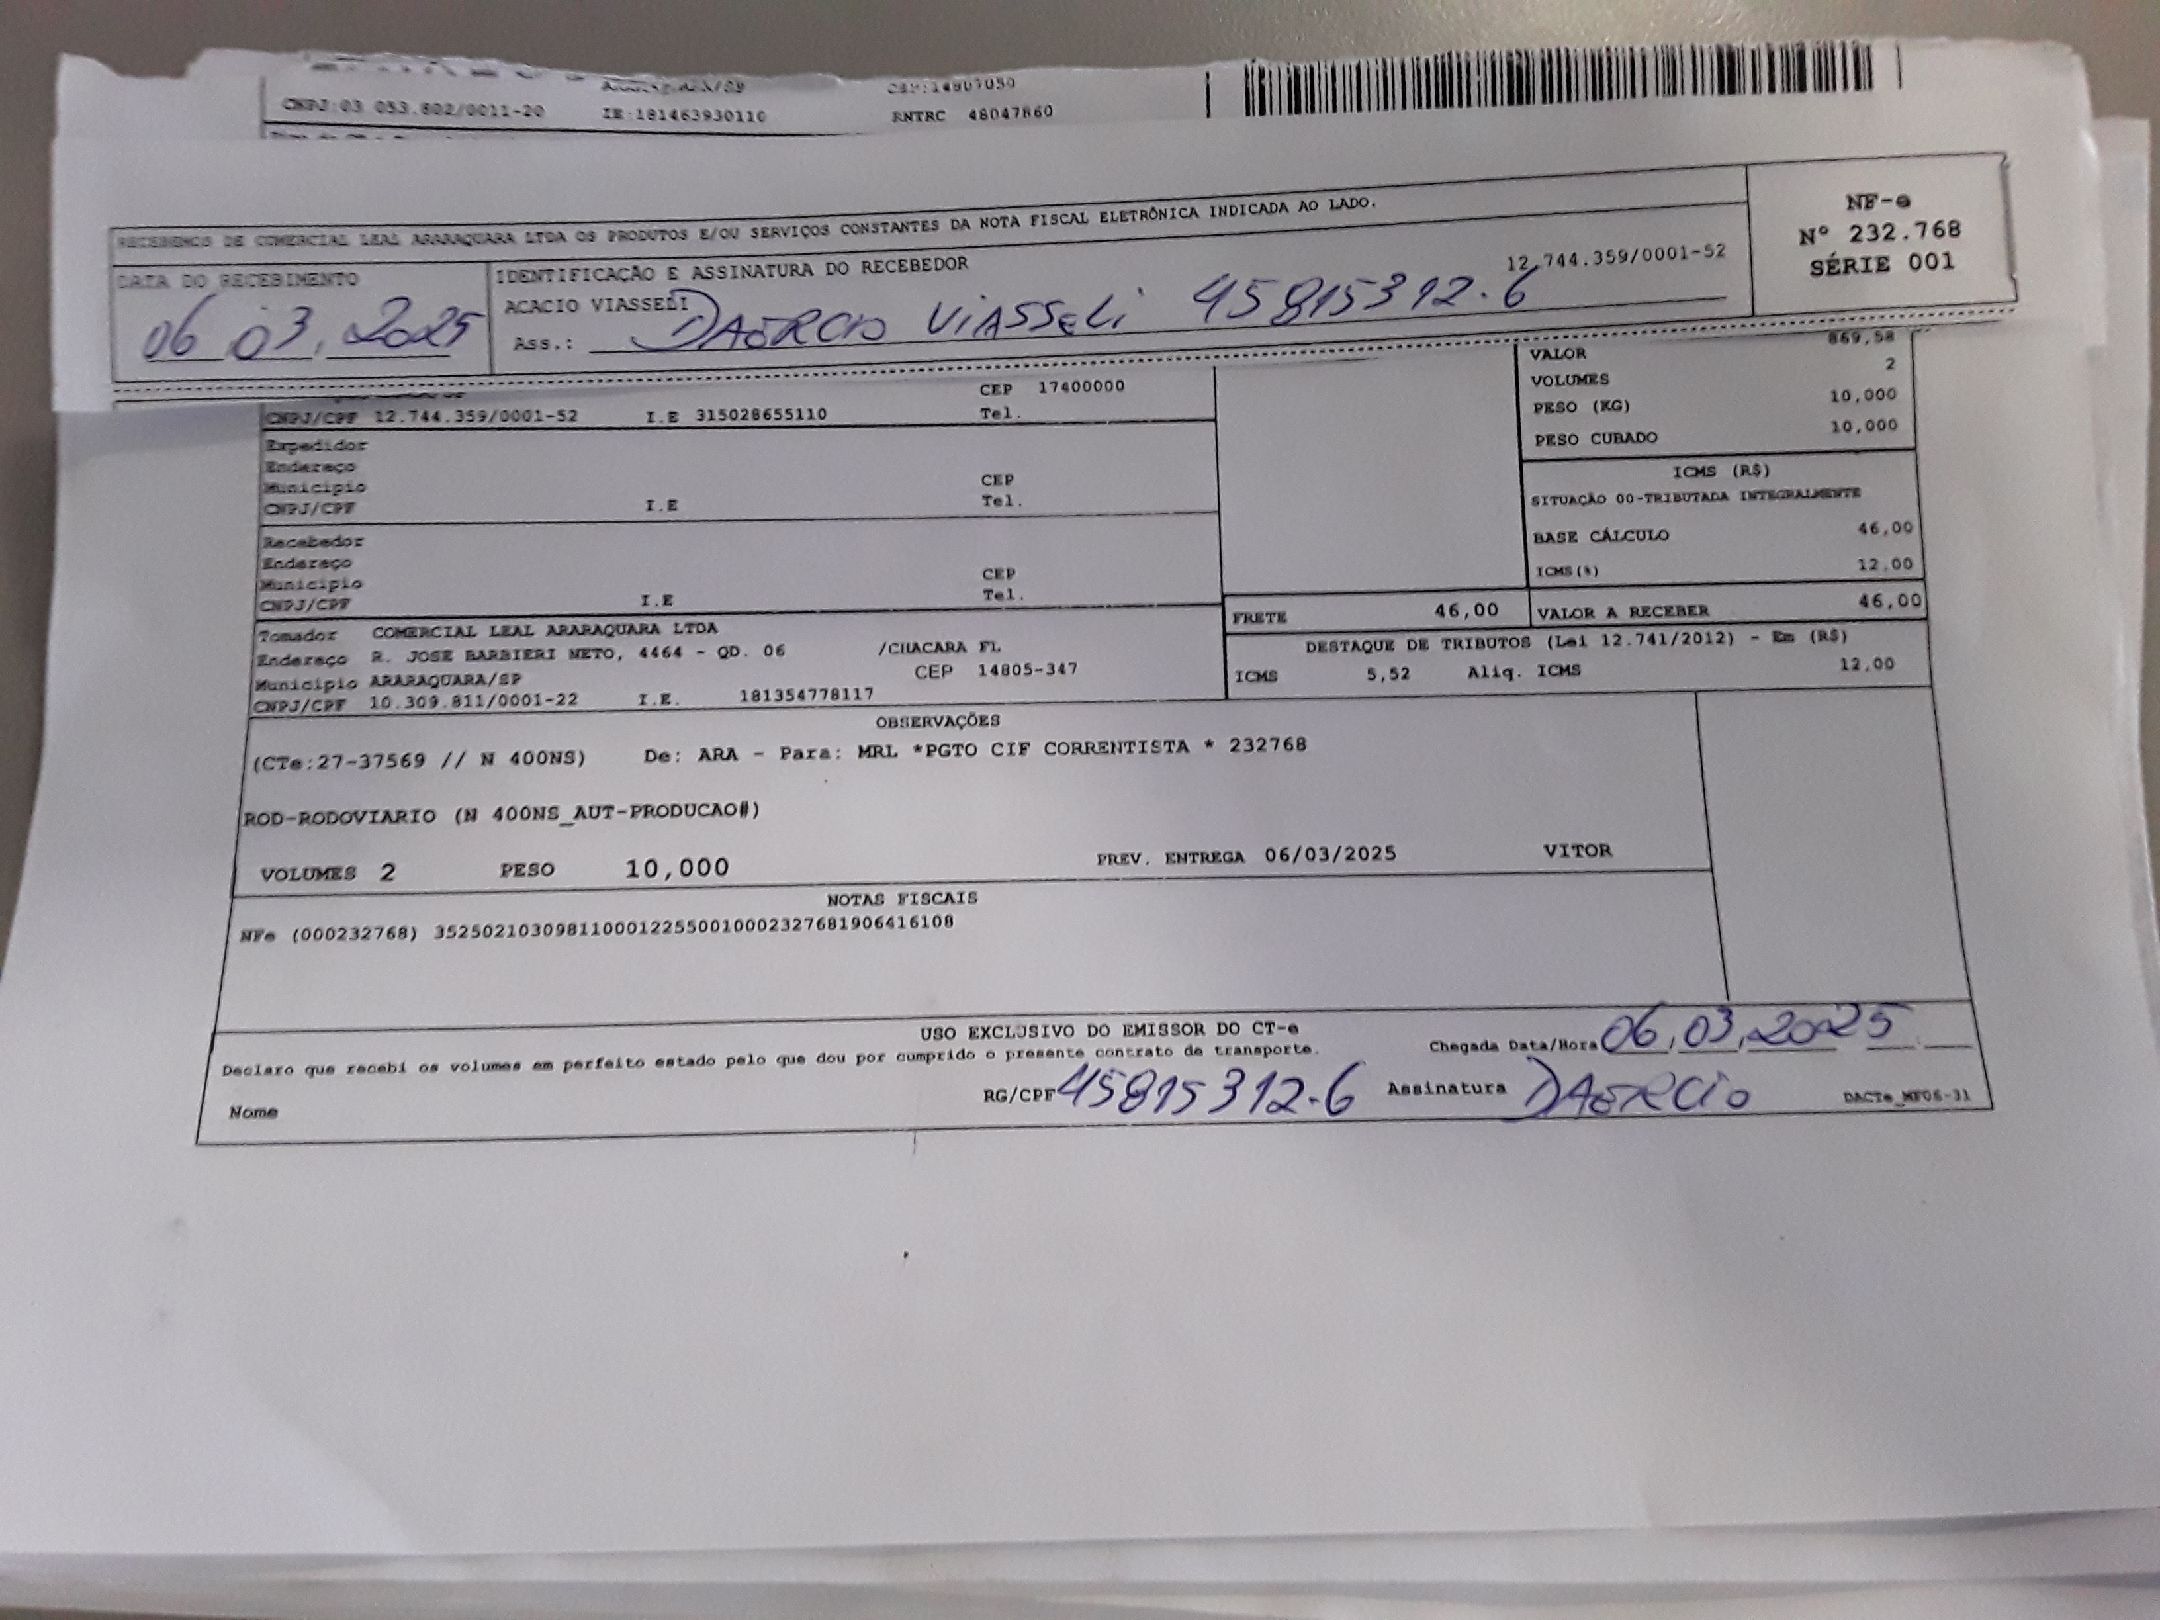 CNPJ:03 053.802/0011-20 IE:181463930110 RNTRC 48047860
RECEBEMOS DE COMERCIAL LEAL ARARAQUARA LTDA OS PRODUTOS E/OU SERVIÇOS CONSTANTES DA NOTA FISCAL ELETRÔNICA INDICADA AO LADO.
NF-e
Nº 232.768
SÉRIE 001
DATA DO RECEBIMENTO
06 03, 2025
IDENTIFICAÇÃO E ASSINATURA DO RECEBEDOR
ACACIO VIASSELI 12.744.359/0001-52
Ass.: DAÉRCIO VIASSELI 45815312-6
CEP 17400000
CNPJ/CPF 12.744.359/0001-52 I.E 315028655110 Tel.
Expedidor
Endereço
Município CEP
CNPJ/CPF I.E Tel.
Recebedor
Endereço
Município CEP
CNPJ/CPF I.E Tel.
Tomador COMERCIAL LEAL ARARAQUARA LTDA
Endereço R. JOSE BARBIERI NETO, 4464 - QD. 06 /CHACARA FL
Município ARARAQUARA/SP CEP 14805-347
CNPJ/CPF 10.309.811/0001-22 I.E. 181354778117
VALOR 869,58
VOLUMES 2
PESO (KG) 10,000
PESO CUBADO 10,000
ICMS (R$)
SITUAÇÃO 00-TRIBUTADA INTEGRALMENTE
BASE CÁLCULO 46,00
ICMS(%) 12.00
FRETE 46,00 VALOR A RECEBER 46,00
DESTAQUE DE TRIBUTOS (Lei 12.741/2012) - Em (R$)
ICMS 5,52 Aliq. ICMS 12,00
OBSERVAÇÕES
(CTe:27-37569 // N 400NS) De: ARA - Para: MRL *PGTO CIF CORRENTISTA * 232768
ROD-RODOVIARIO (N 400NS_AUT-PRODUCAO#)
VOLUMES 2 PESO 10,000 PREV. ENTREGA 06/03/2025 VITOR
NOTAS FISCAIS
NFe (000232768) 35250210309811000122550010002327681906416108
USO EXCLUSIVO DO EMISSOR DO CT-e
Declaro que recebi os volumes em perfeito estado pelo que dou por cumprido o presente contrato de transporte.
Chegada Data/Hora 06,03,2025
Nome RG/CPF 45815312-6 Assinatura DAÉRCIO DACTe_MF06-31